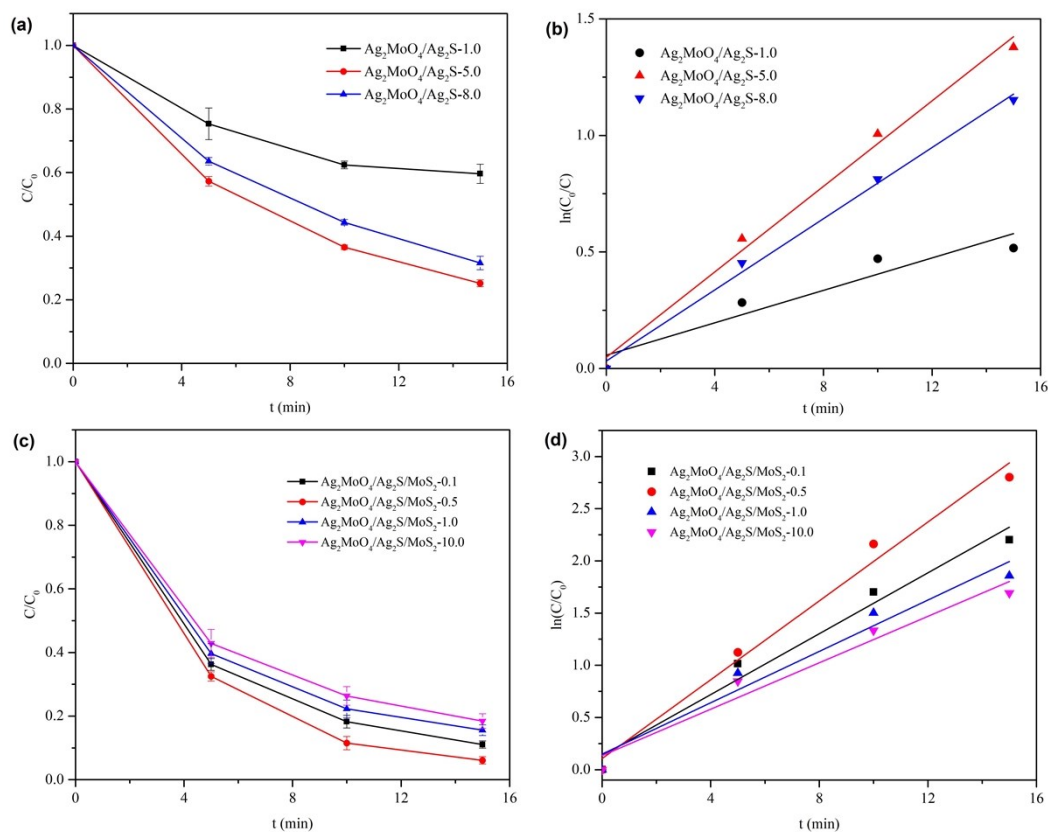 (a)
Ag2MoO4/Ag2S-1.0
Ag2MoO4/Ag2S-5.0
Ag2MoO4/Ag2S-8.0
1.0
0.8
0.6
0.4
0.2
0.0
C/C0
0
4
8
12
16
t (min)
(b)
Ag2MoO4/Ag2S-1.0
Ag2MoO4/Ag2S-5.0
Ag2MoO4/Ag2S-8.0
1.5
1.0
0.5
0.0
ln(C0/C)
0
4
8
12
16
t (min)
(c)
Ag2MoO4/Ag2S/MoS2-0.1
Ag2MoO4/Ag2S/MoS2-0.5
Ag2MoO4/Ag2S/MoS2-1.0
Ag2MoO4/Ag2S/MoS2-10.0
1.0
0.8
0.6
0.4
0.2
0.0
C/C0
0
4
8
12
16
t (min)
(d)
Ag2MoO4/Ag2S/MoS2-0.1
Ag2MoO4/Ag2S/MoS2-0.5
Ag2MoO4/Ag2S/MoS2-1.0
Ag2MoO4/Ag2S/MoS2-10.0
3.0
2.5
2.0
1.5
1.0
0.5
0.0
ln(C/C0)
0
4
8
12
16
t (min)